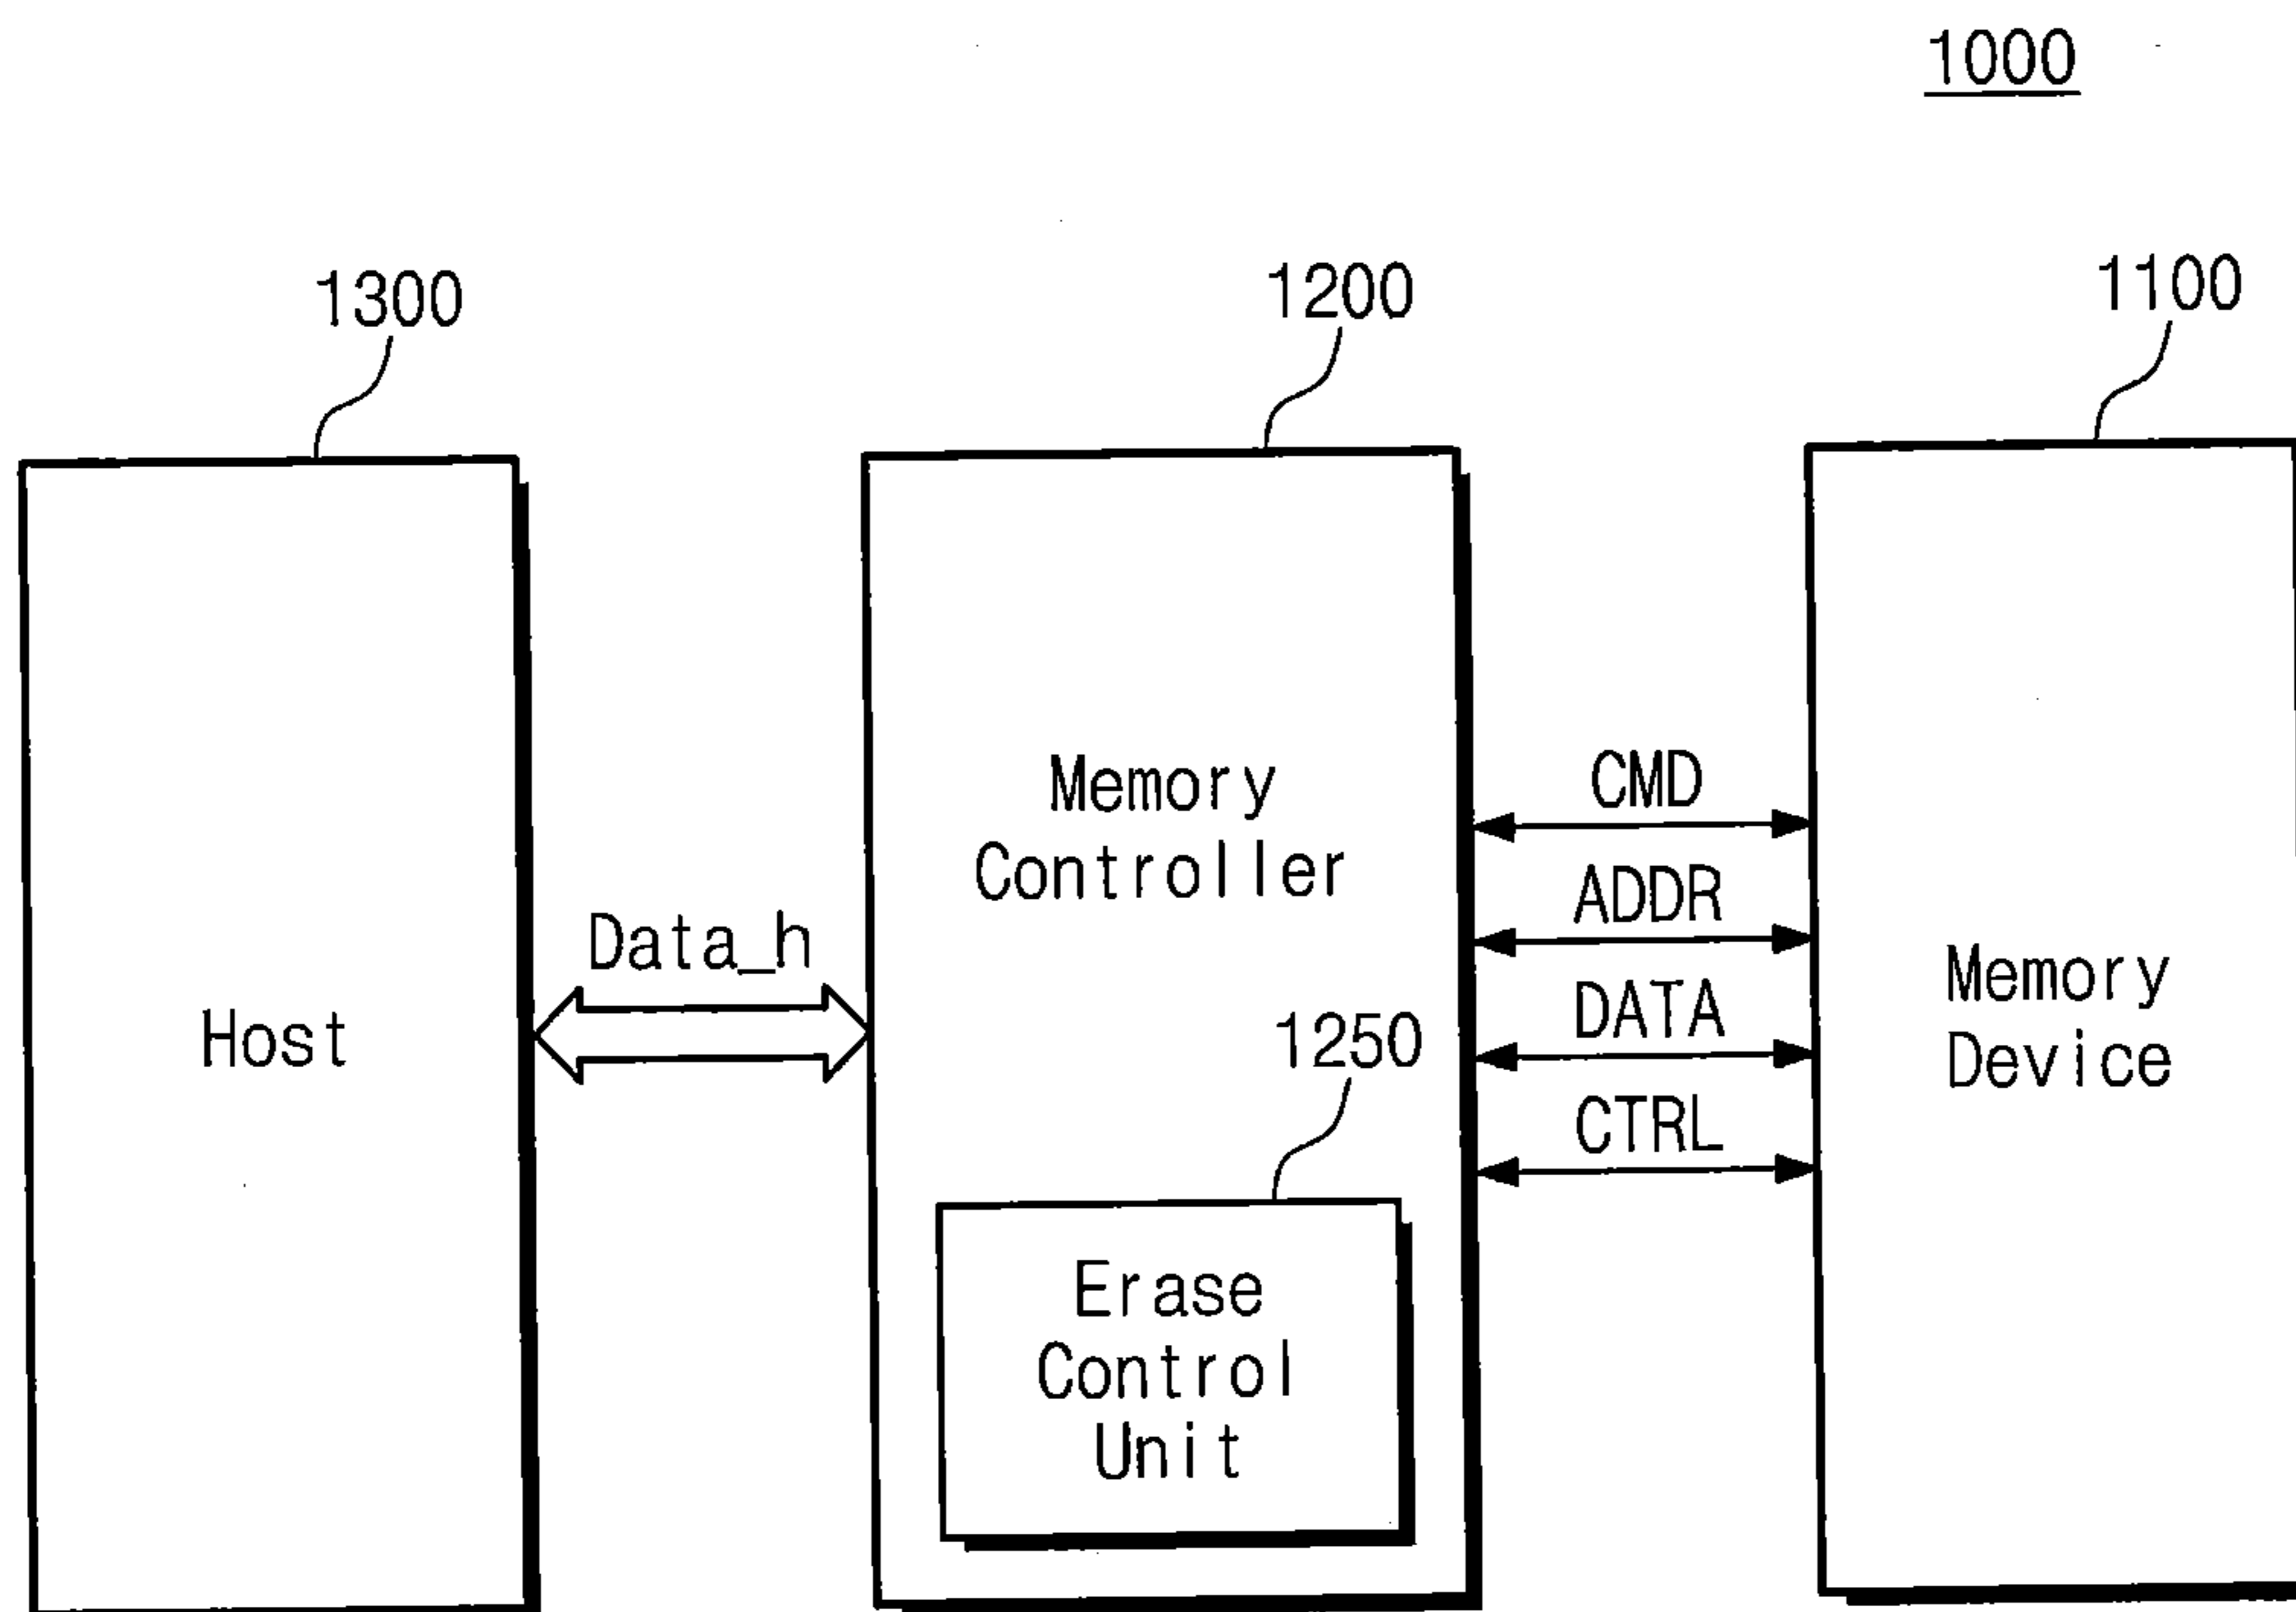 1000
1300
1200
1100
Host
Data_h
Memory
Controller
1250
Erase
Control
Unit
CMD
ADDR
DATA
CTRL
Memory
Device